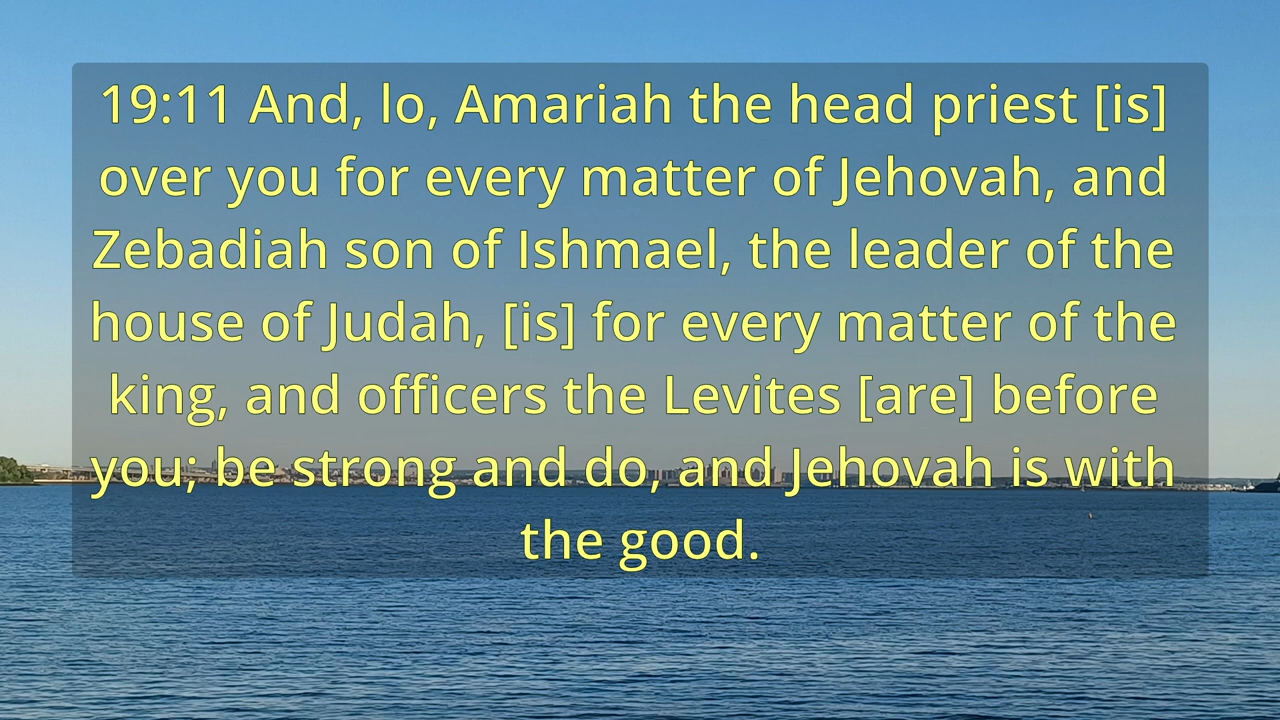 19:11 And, lo, Amariah the head priest [is]
over you for every matter of Jehovah, and
Zebadiah son of Ishmael, the leader of the
house of Judah, [is] for every matter of the
king, and officers the Levites [are] before
you; be strong and do, and Jehovah is with
the good.